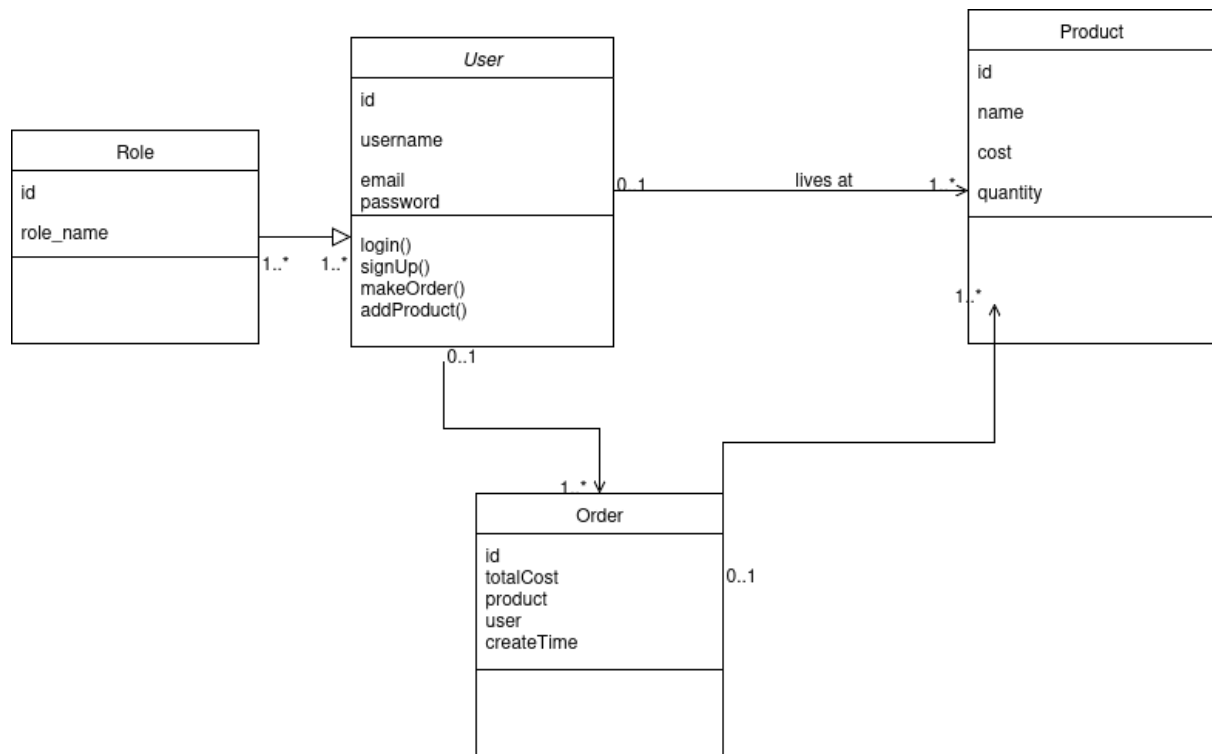 Role
id
role_name
1..*
1..*
User
id
username
email
password
login()
signUp()
makeOrder()
addProduct()
0..1
lives at
1..*
Product
id
name
cost
quantity
1..*
0..1
1..*
Order
id
totalCost
product
user
createTime
0..1